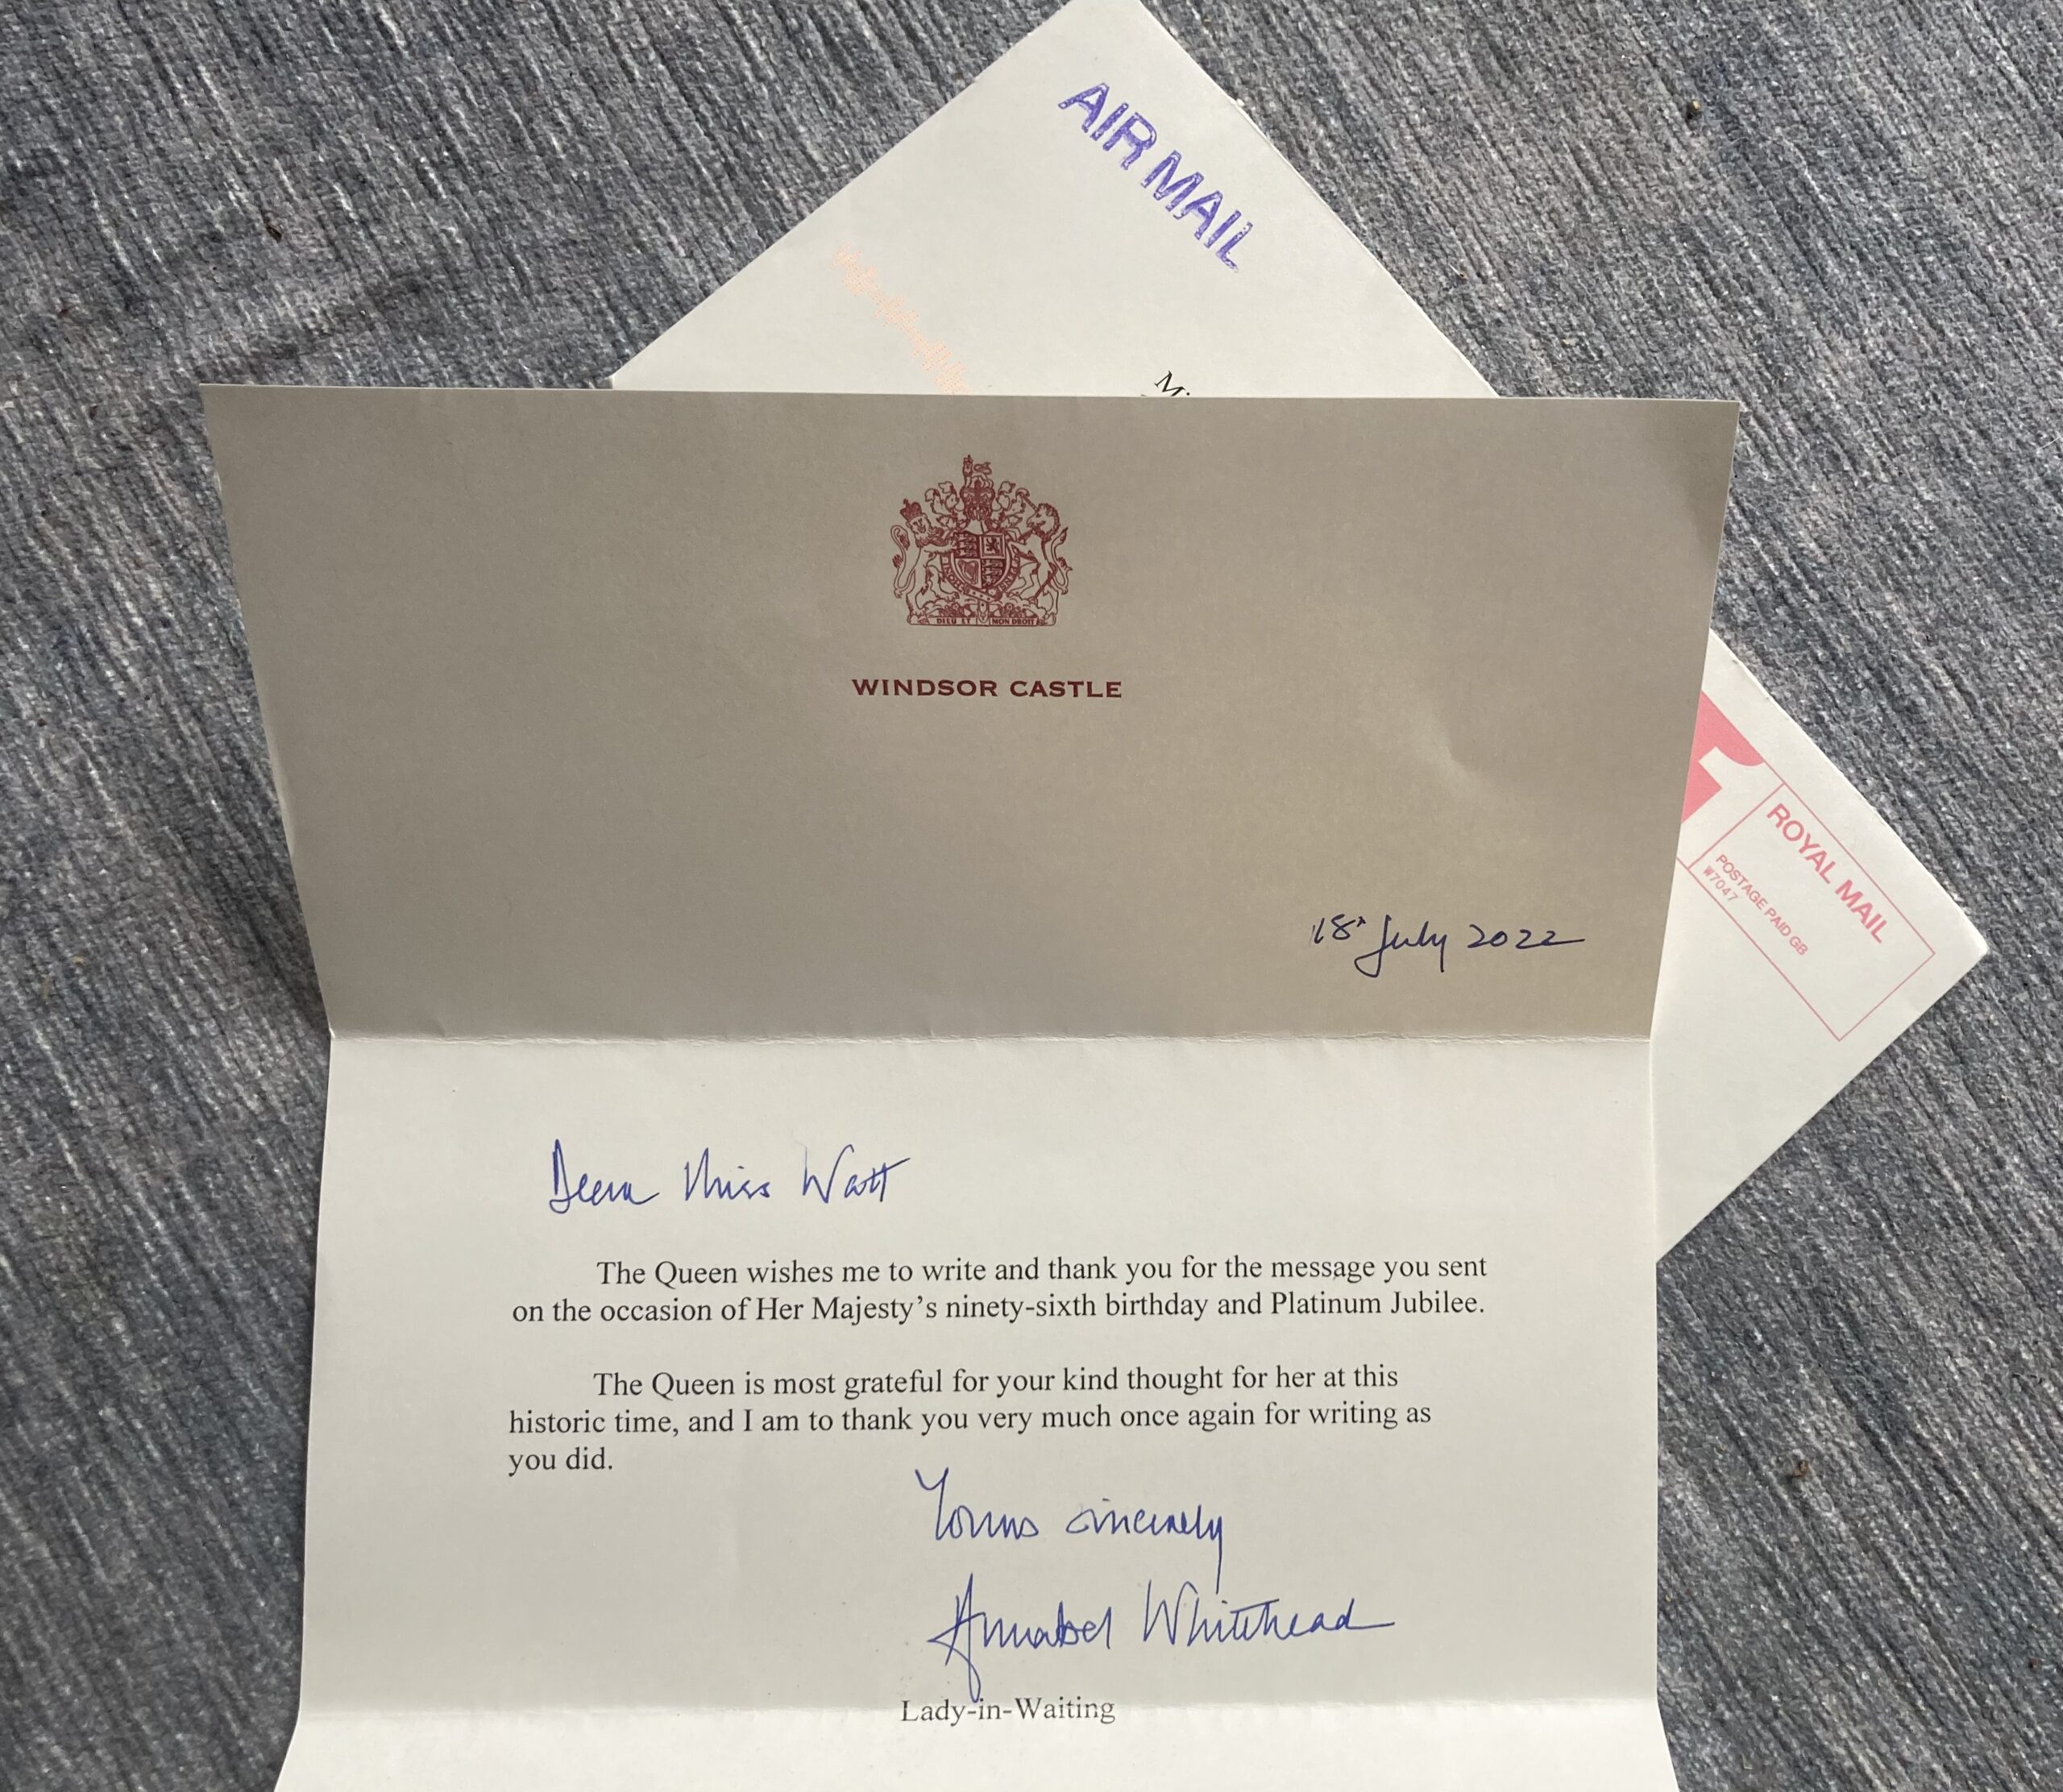 AIR MAIL
DIEU ET MON DROIT
WINDSOR CASTLE
ROYAL MAIL
POSTAGE PAID GB
W7047
18th July 2022
Dear Miss Watt
The Queen wishes me to write and thank you for the message you sent
on the occasion of Her Majesty's ninety-sixth birthday and Platinum Jubilee.
The Queen is most grateful for your kind thought for her at this
historic time, and I am to thank you very much once again for writing as
you did.
Yours sincerely
Annabel Whitehead
Lady-in-Waiting